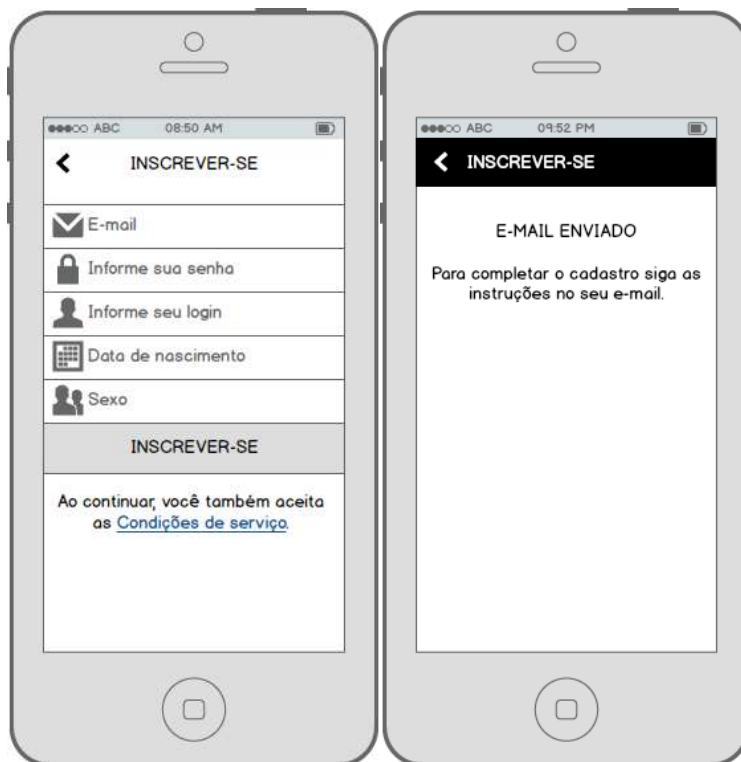 ABC 08:50 AM
INSCREVER-SE
E-mail
Informe sua senha
Informe seu login
Data de nascimento
Sexo
INSCREVER-SE
Ao continuar, você também aceita
as Condições de serviço.
ABC 09:52 PM
INSCREVER-SE
E-MAIL ENVIADO
Para completar o cadastro siga as
instruções no seu e-mail.